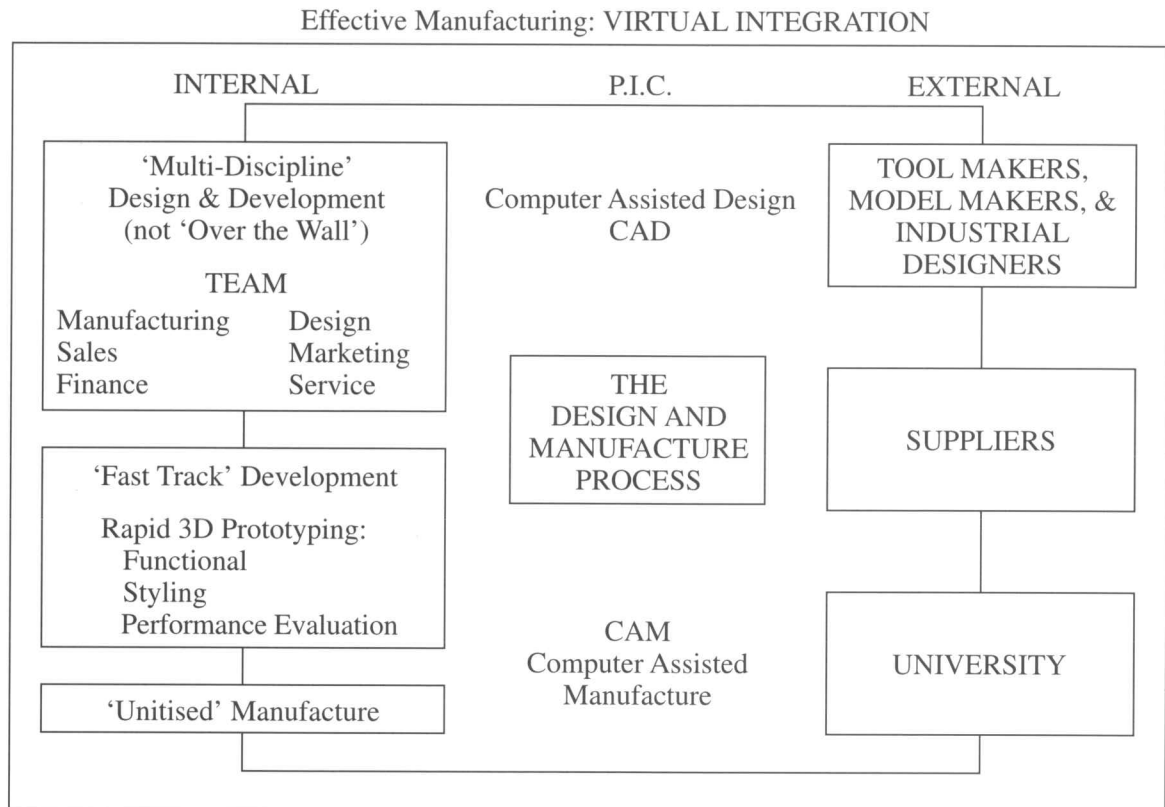 Effective Manufacturing: VIRTUAL INTEGRATION
INTERNAL
‘Multi-Discipline’
Design & Development
(not ‘Over the Wall’)
TEAM
Manufacturing Design
Sales Marketing
Finance Service
‘Fast Track’ Development
Rapid 3D Prototyping:
Functional
Styling
Performance Evaluation
‘Unitised’ Manufacture
P.I.C.
Computer Assisted Design
CAD
THE
DESIGN AND
MANUFACTURE
PROCESS
CAM
Computer Assisted
Manufacture
EXTERNAL
TOOL MAKERS,
MODEL MAKERS, &
INDUSTRIAL
DESIGNERS
SUPPLIERS
UNIVERSITY